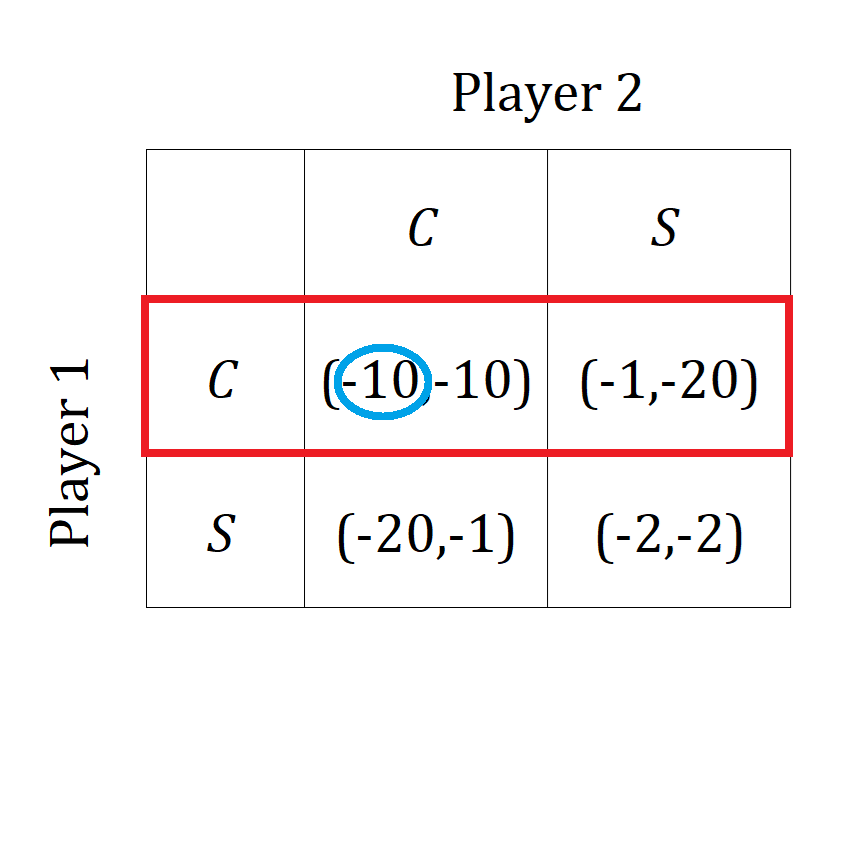 Player 2
C S
Player 1
C (-10,-10) (-1,-20)
S (-20,-1) (-2,-2)